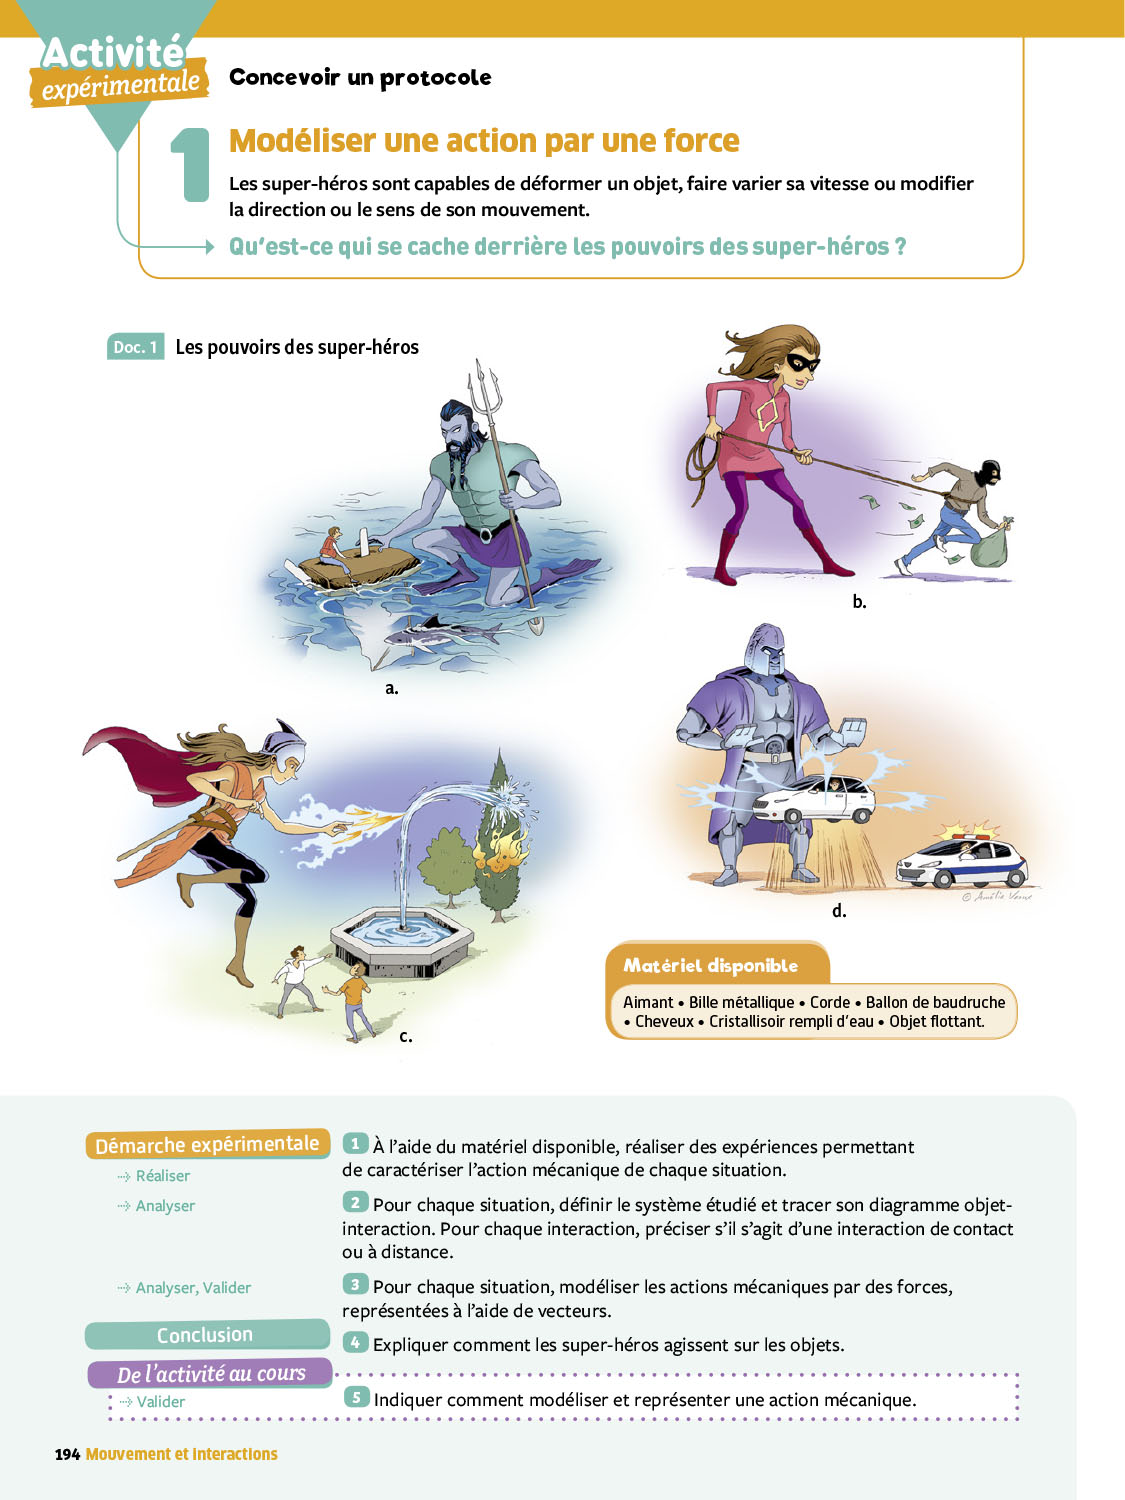 Activité
expérimentale
Concevoir un protocole
1
Modéliser une action par une force
Les super-héros sont capables de déformer un objet, faire varier sa vitesse ou modifier
la direction ou le sens de son mouvement.
Qu'est-ce qui se cache derrière les pouvoirs des super-héros ?
Doc. 1 Les pouvoirs des super-héros
a.
b.
c.
d.
© Amélie Veaux
Matériel disponible
Aimant • Bille métallique • Corde • Ballon de baudruche
• Cheveux • Cristallisoir rempli d'eau • Objet flottant.
Démarche expérimentale
Réaliser
1 À l'aide du matériel disponible, réaliser des expériences permettant
de caractériser l'action mécanique de chaque situation.
Analyser
2 Pour chaque situation, définir le système étudié et tracer son diagramme objet-
interaction. Pour chaque interaction, préciser s'il s'agit d'une interaction de contact
ou à distance.
Analyser, Valider
3 Pour chaque situation, modéliser les actions mécaniques par des forces,
représentées à l'aide de vecteurs.
Conclusion
4 Expliquer comment les super-héros agissent sur les objets.
De l'activité au cours
Valider
5 Indiquer comment modéliser et représenter une action mécanique.
194 Mouvement et interactions